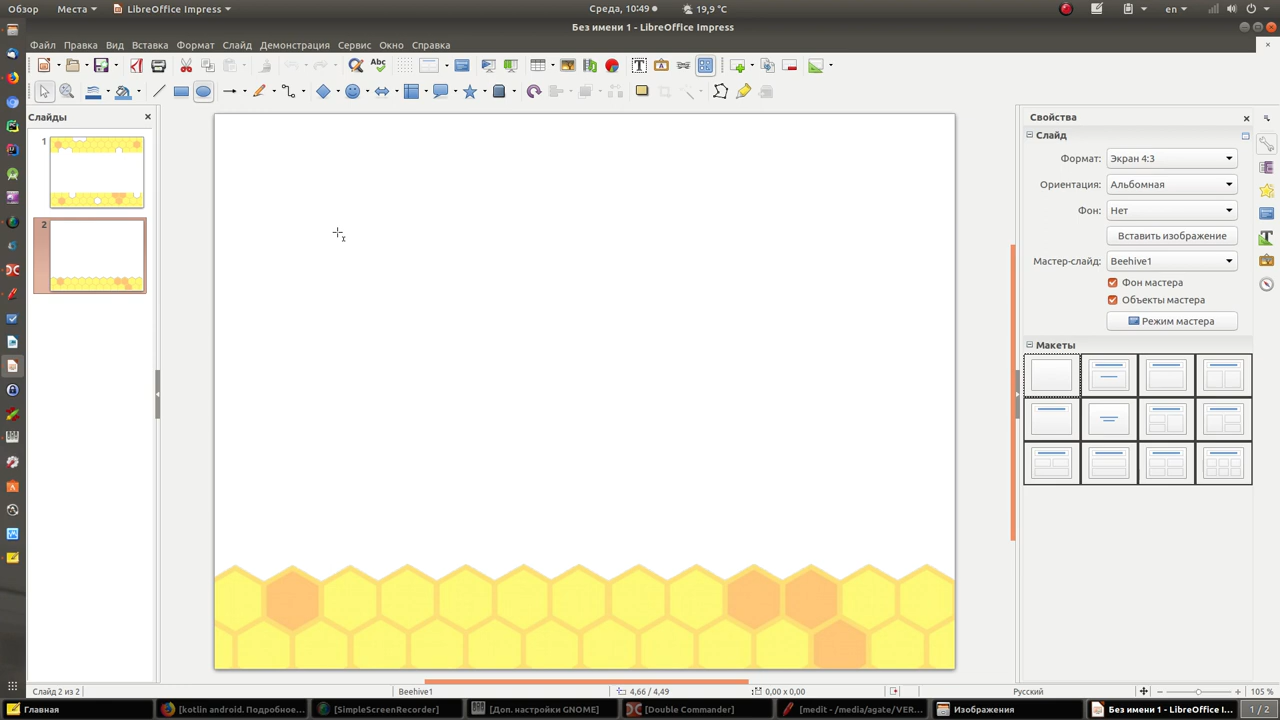 Обзор Места LibreOffice Impress Среда, 10:49 19,9 °C en
Без имени 1 - LibreOffice Impress
Файл Правка Вид Вставка Формат Слайд Демонстрация Сервис Окно Справка
Abc T A
Слайды
1
2
Свойства
Слайд
Формат: Экран 4:3
Ориентация: Альбомная
Фон: Нет
Вставить изображение
Мастер-слайд: Beehive1
Фон мастера
Объекты мастера
Режим мастера
Макеты
Слайд 2 из 2 Beehive1 4,66 / 4,49 0,00 x 0,00 Русский 105 %
Главная [kotlin android. Подробное... [SimpleScreenRecorder] [Доп. настройки GNOME] [Double Commander] [medit - /media/agate/VER... Изображения Без имени 1 - LibreOffice I... 1 / 2